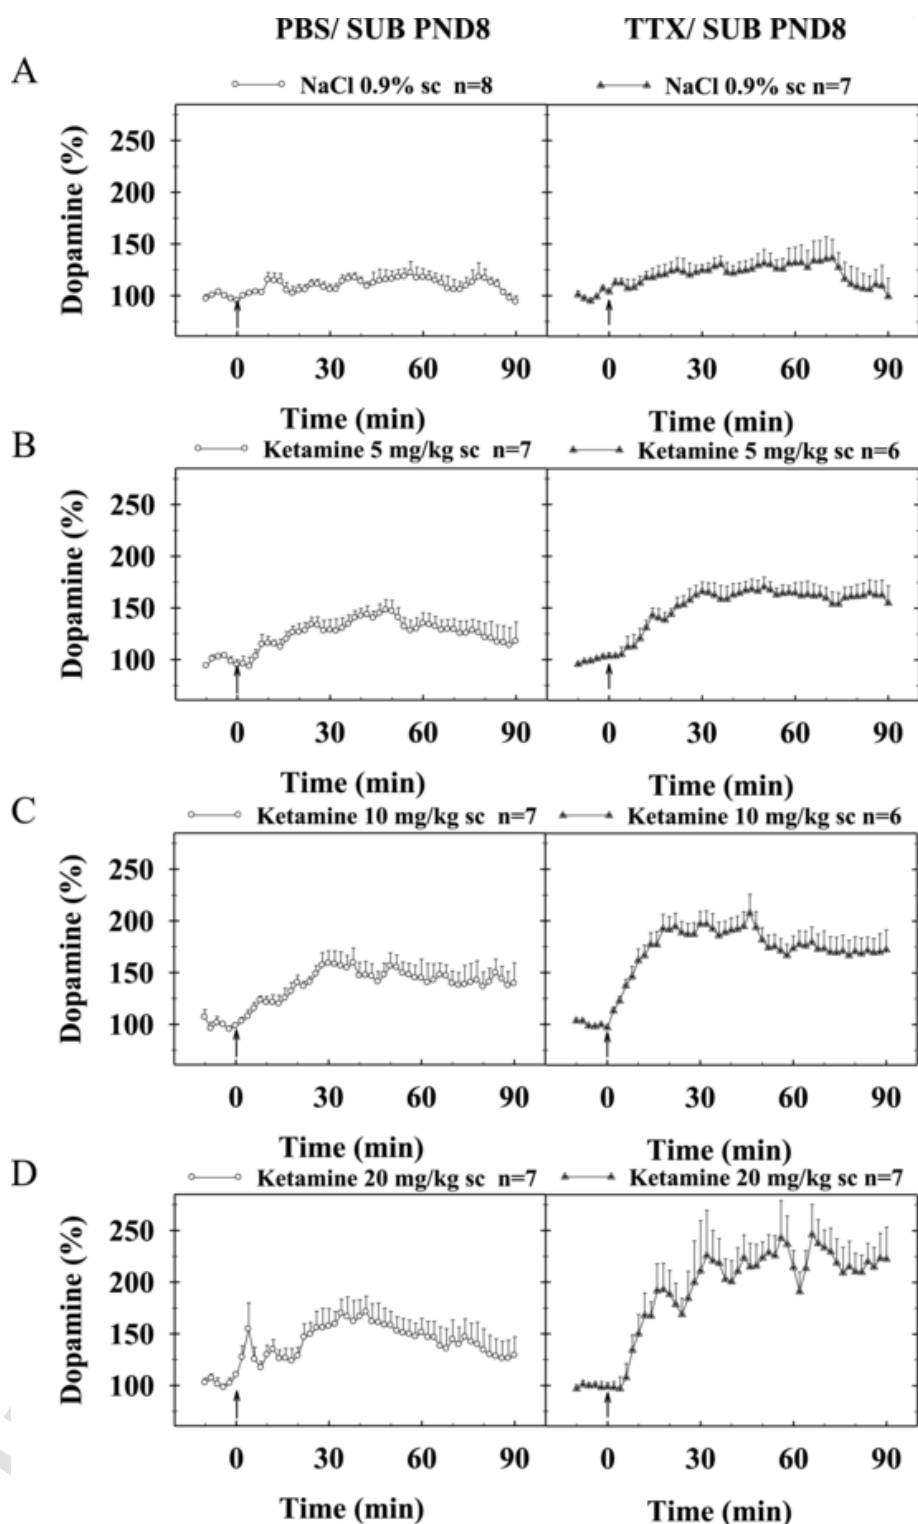 PBS/ SUB PND8 TTX/ SUB PND8
A
NaCl 0.9% sc n=8 NaCl 0.9% sc n=7
Dopamine (%)
250
200
150
100
0 30 60 90 0 30 60 90
Time (min) Time (min)
B
Ketamine 5 mg/kg sc n=7 Ketamine 5 mg/kg sc n=6
Dopamine (%)
250
200
150
100
0 30 60 90 0 30 60 90
Time (min) Time (min)
C
Ketamine 10 mg/kg sc n=7 Ketamine 10 mg/kg sc n=6
Dopamine (%)
250
200
150
100
0 30 60 90 0 30 60 90
Time (min) Time (min)
D
Ketamine 20 mg/kg sc n=7 Ketamine 20 mg/kg sc n=7
Dopamine (%)
250
200
150
100
0 30 60 90 0 30 60 90
Time (min) Time (min)